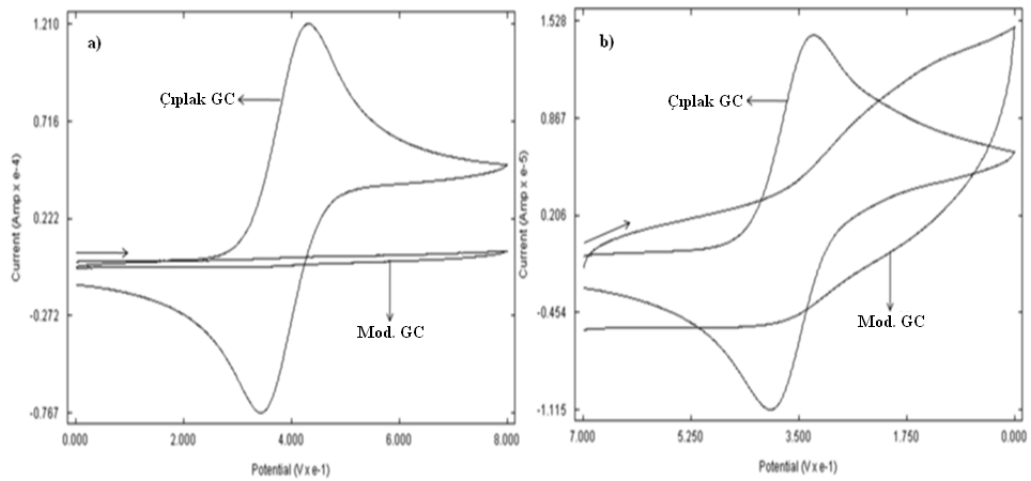 a)
1.210
0.716
0.222
-0.272
-0.767
Current (Amp x e-4)
Çıplak GC
Mod. GC
0.000 2.000 4.000 6.000 8.000
Potential (V x e-1)
b)
1.528
0.867
0.206
-0.454
-1.115
Current (Amp x e-5)
Çıplak GC
Mod. GC
7.000 5.250 3.500 1.750 0.000
Potential (V x e-1)